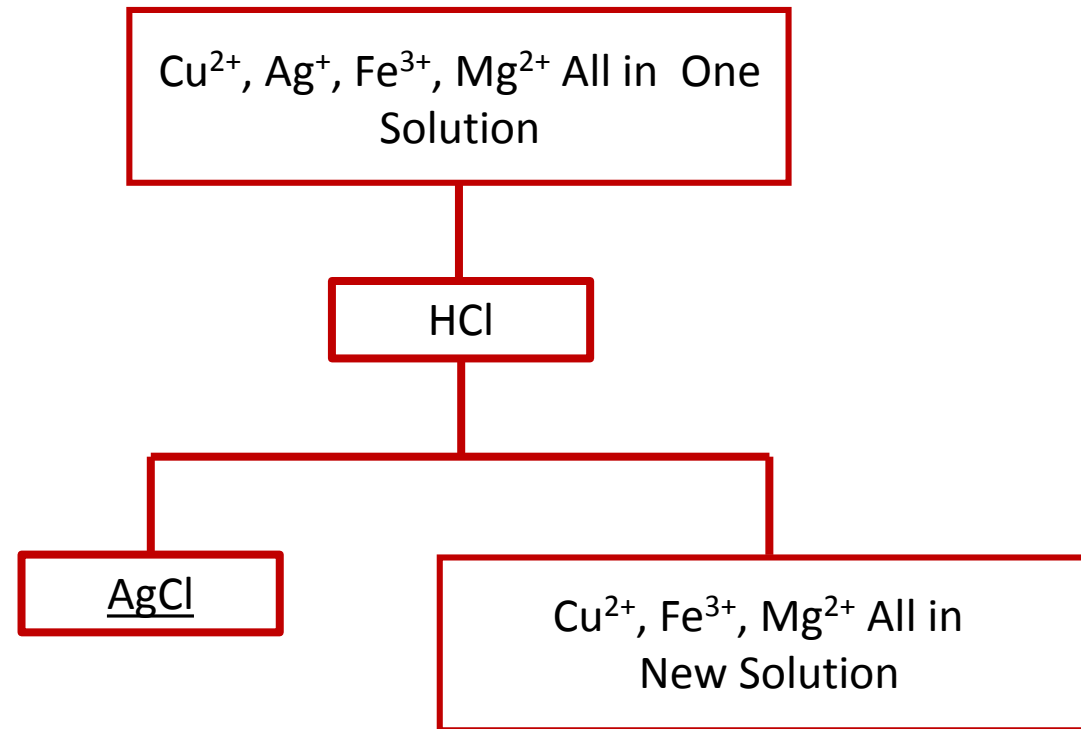 Cu²⁺, Ag⁺, Fe³⁺, Mg²⁺ All in  One
Solution
HCl
AgCl
Cu²⁺, Fe³⁺, Mg²⁺ All in
New Solution